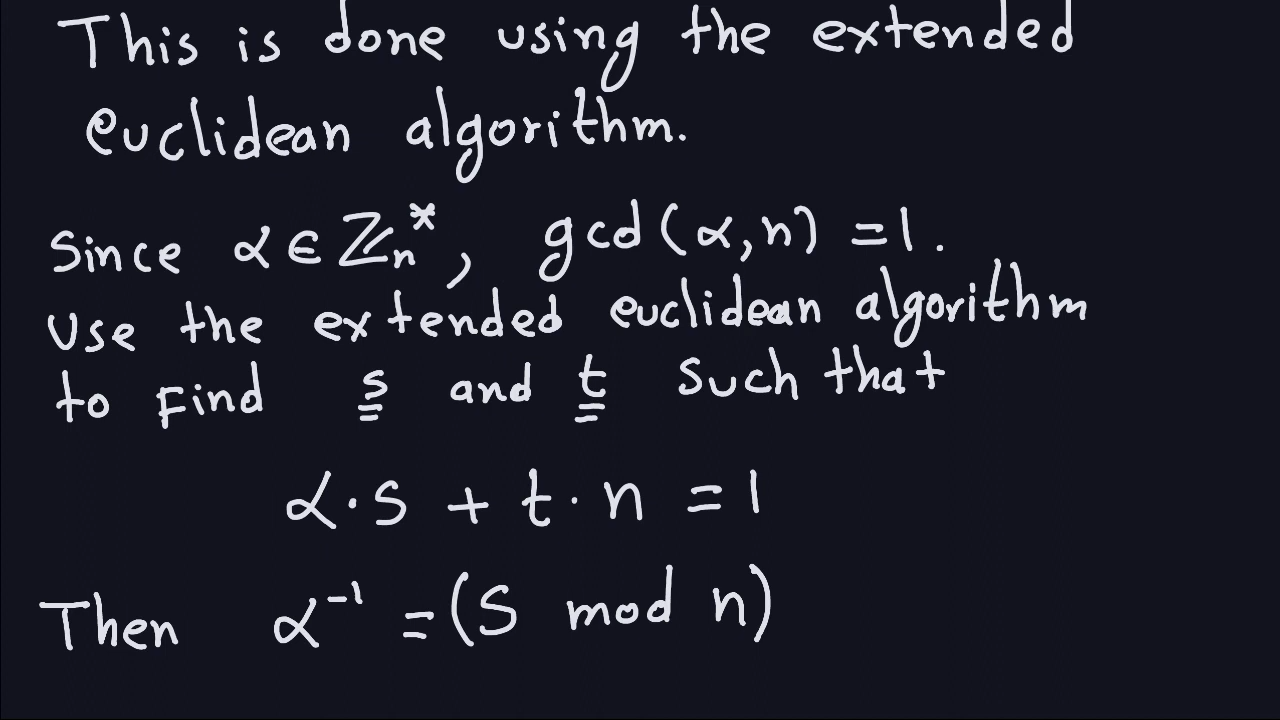 This is done using the extended
euclidean algorithm.
Since α ∈ ℤₙ*, gcd(α,n) = 1.
Use the extended euclidean algorithm
to Find s and t such that
α·s + t·n = 1
Then α⁻¹ = (s mod n)